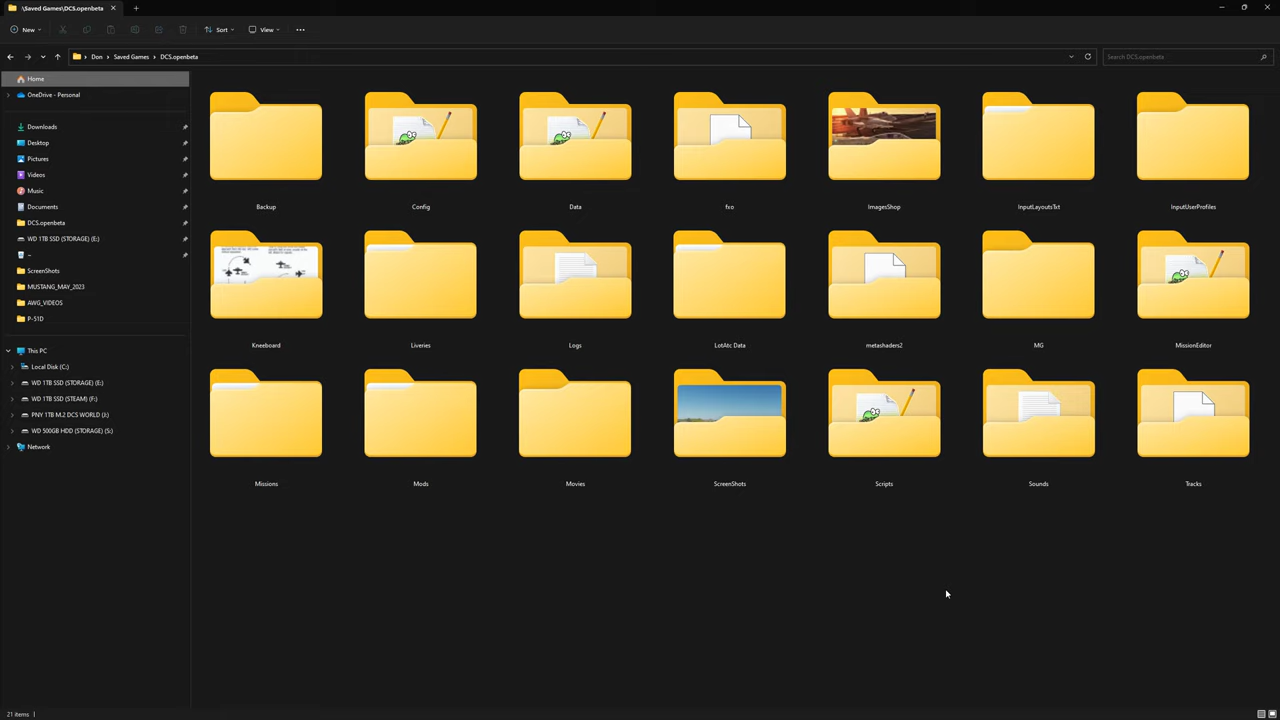 \Saved Games\DCS.openbeta
New
Sort
View
Don
Saved Games
DCS.openbeta
Search DCS.openbeta
Home
OneDrive - Personal
Downloads
Desktop
Pictures
Videos
Music
Documents
DCS.openbeta
WD 1TB SSD (STORAGE) (E:)
~
ScreenShots
MUSTANG_MAY_2023
AWG_VIDEOS
P-51D
This PC
Local Disk (C:)
WD 1TB SSD (STORAGE) (E:)
WD 1TB SSD (STEAM) (F:)
PNY 1TB M.2 DCS WORLD (J:)
WD 500GB HDD (STORAGE) (S:)
Network
Backup
Config
Data
fxo
ImagesShop
InputLayoutsTxt
InputUserProfiles
Kneeboard
Liveries
Logs
LotAtc Data
metashaders2
MG
MissionEditor
Missions
Mods
Movies
ScreenShots
Scripts
Sounds
Tracks
21 items